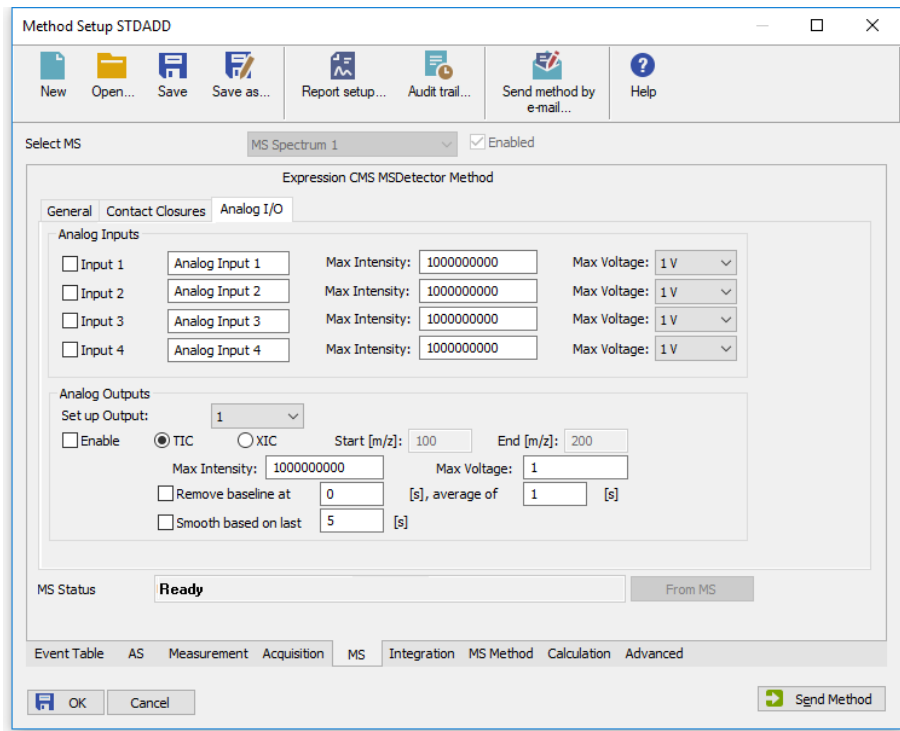 Method Setup STDADD
New Open... Save Save as... Report setup... Audit trail... Send method by Help
e-mail...
Select MS MS Spectrum 1 Enabled
Expression CMS MSDetector Method
General Contact Closures Analog I/O
Analog Inputs
Input 1 Analog Input 1 Max Intensity: 1000000000 Max Voltage: 1 V
Input 2 Analog Input 2 Max Intensity: 1000000000 Max Voltage: 1 V
Input 3 Analog Input 3 Max Intensity: 1000000000 Max Voltage: 1 V
Input 4 Analog Input 4 Max Intensity: 1000000000 Max Voltage: 1 V
Analog Outputs
Set up Output: 1
Enable TIC XIC Start [m/z]: 100 End [m/z]: 200
Max Intensity: 1000000000 Max Voltage: 1
Remove baseline at 0 [s], average of 1 [s]
Smooth based on last 5 [s]
MS Status Ready From MS
Event Table AS Measurement Acquisition MS Integration MS Method Calculation Advanced
OK Cancel Send Method